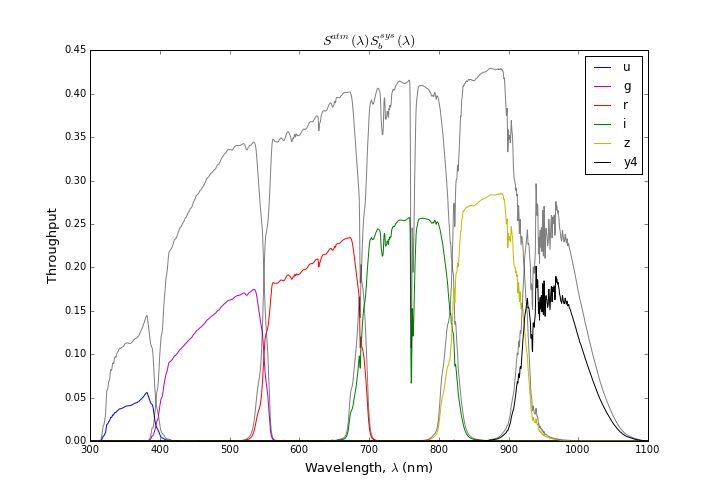 S^{atm}(λ)S_b^{sys}(λ)
0.45
0.40
0.35
0.30
0.25
0.20
0.15
0.10
0.05
0.00
Throughput
u
g
r
i
z
y4
300 400 500 600 700 800 900 1000 1100
Wavelength, λ (nm)